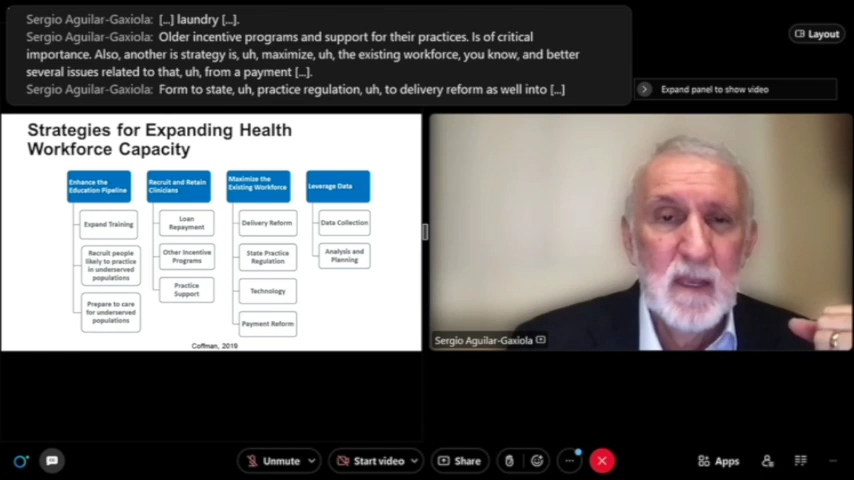 Sergio Aguilar-Gaxiola: [...] laundry [...].
Sergio Aguilar-Gaxiola: Older incentive programs and support for their practices. Is of critical
importance. Also, another is strategy is, uh, maximize, uh, the existing workforce, you know, and better
several issues related to that, uh, from a payment [...].
Sergio Aguilar-Gaxiola: Form to state, uh, practice regulation, uh, to delivery reform as well into [...]
Layout
Expand panel to show video
Strategies for Expanding Health
Workforce Capacity
Enhance the
Education Pipeline
Expand Training
Recruit people
likely to practice
in underserved
populations
Prepare to care
for underserved
populations
Recruit and Retain
Clinicians
Loan
Repayment
Other Incentive
Programs
Practice
Support
Maximize the
Existing Workforce
Delivery Reform
State Practice
Regulation
Technology
Payment Reform
Leverage Data
Data Collection
Analysis and
Planning
Coffman, 2019
Sergio Aguilar-Gaxiola
Unmute
Start video
Share
Apps